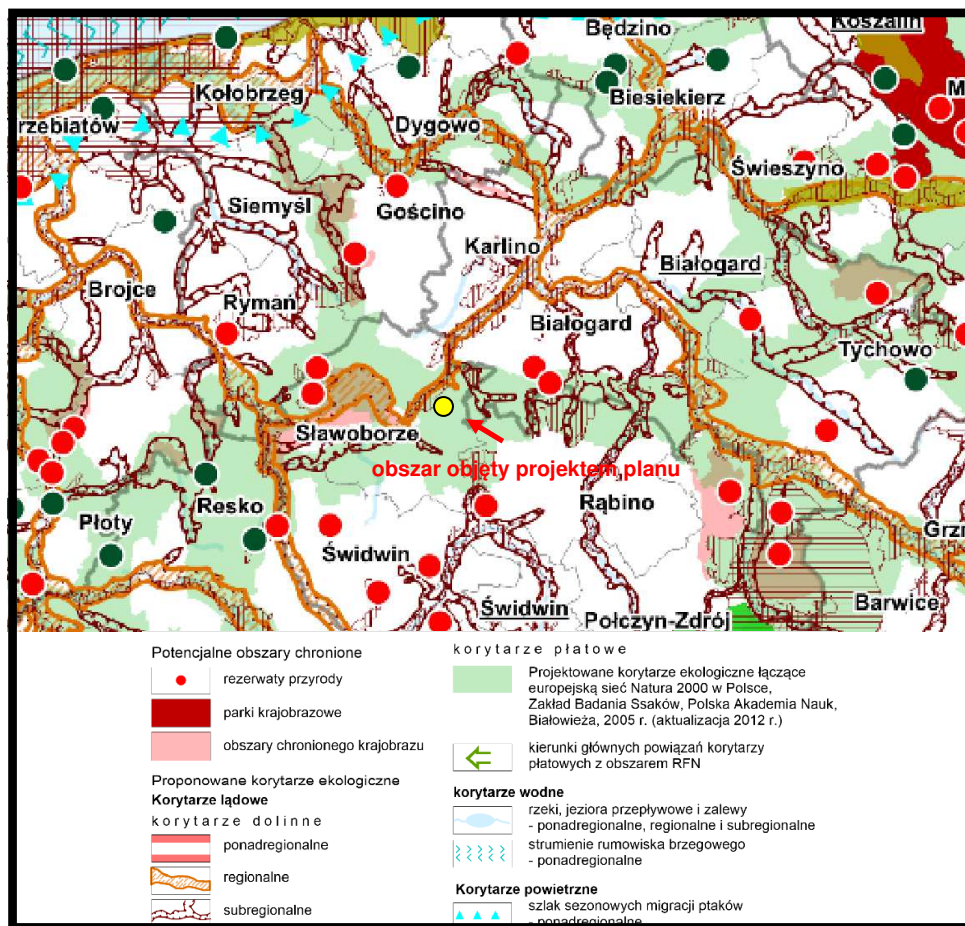 Koszalin
Będzino
Kołobrzeg
Biesiekierz
rzebiatów
Dygowo
Świeszyno
Siemyśl
Gościno
Karlino
Białogard
Brojce
Rymań
Białogard
Tychowo
Sławoborze
obszar objęty projektem planu
Resko
Rąbino
Płoty
Grzm
Świdwin
Świdwin
Barwice
Połczyn-Zdrój
Potencjalne obszary chronione
rezerwaty przyrody
parki krajobrazowe
obszary chronionego krajobrazu
Proponowane korytarze ekologiczne
Korytarze lądowe
korytarze dolinne
ponadregionalne
regionalne
subregionalne
korytarze płatowe
Projektowane korytarze ekologiczne łączące
europejską sieć Natura 2000 w Polsce,
Zakład Badania Ssaków, Polska Akademia Nauk,
Białowieża, 2005 r. (aktualizacja 2012 r.)
kierunki głównych powiązań korytarzy
płatowych z obszarem RFN
korytarze wodne
rzeki, jeziora przepływowe i zalewy
- ponadregionalne, regionalne i subregionalne
strumienie rumowiska brzegowego
- ponadregionalne
Korytarze powietrzne
szlak sezonowych migracji ptaków
- ponadregionalne